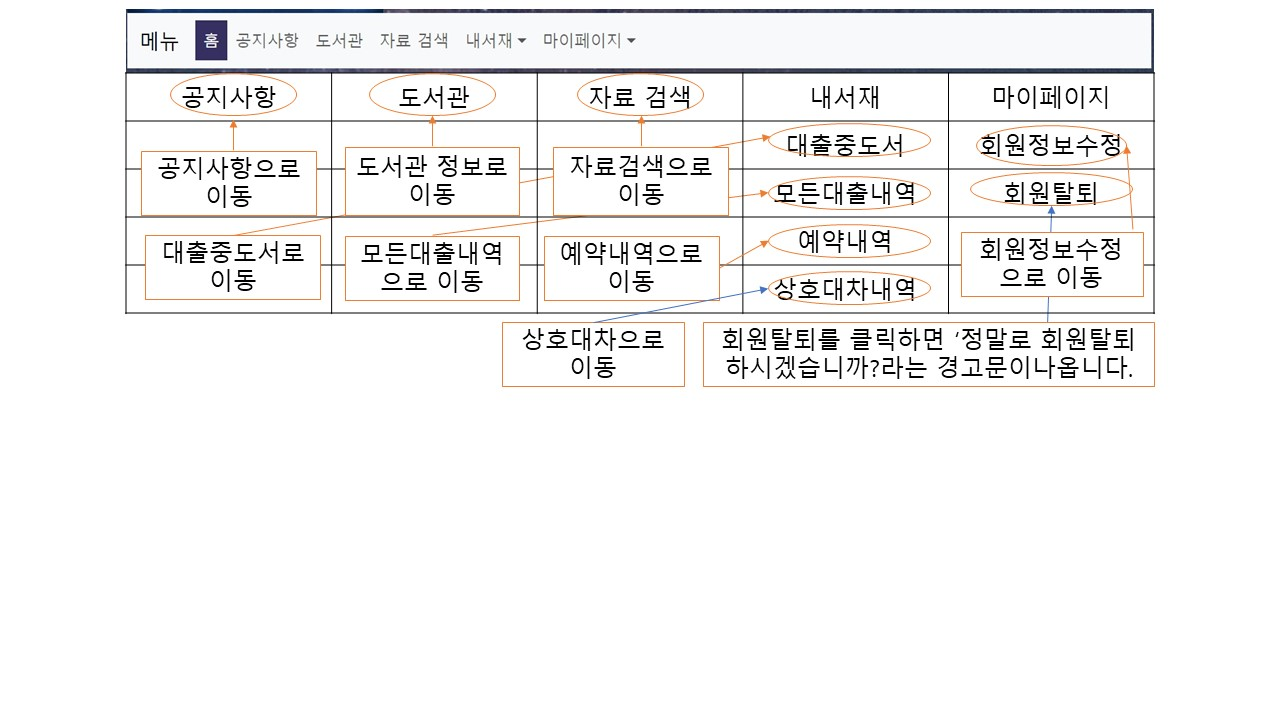 메뉴 홈 공지사항 도서관 자료 검색 내서재 마이페이지
공지사항 도서관 자료 검색 내서재 마이페이지
대출중도서 회원정보수정
공지사항으로
이동
도서관 정보로
이동
자료검색으로
이동
모든대출내역 회원탈퇴
대출중도서로
이동
모든대출내역
으로 이동
예약내역으로
이동
예약내역
회원정보수정
으로 이동
상호대차내역
상호대차으로
이동
회원탈퇴를 클릭하면 ‘정말로 회원탈퇴
하시겠습니까?라는 경고문이나옵니다.